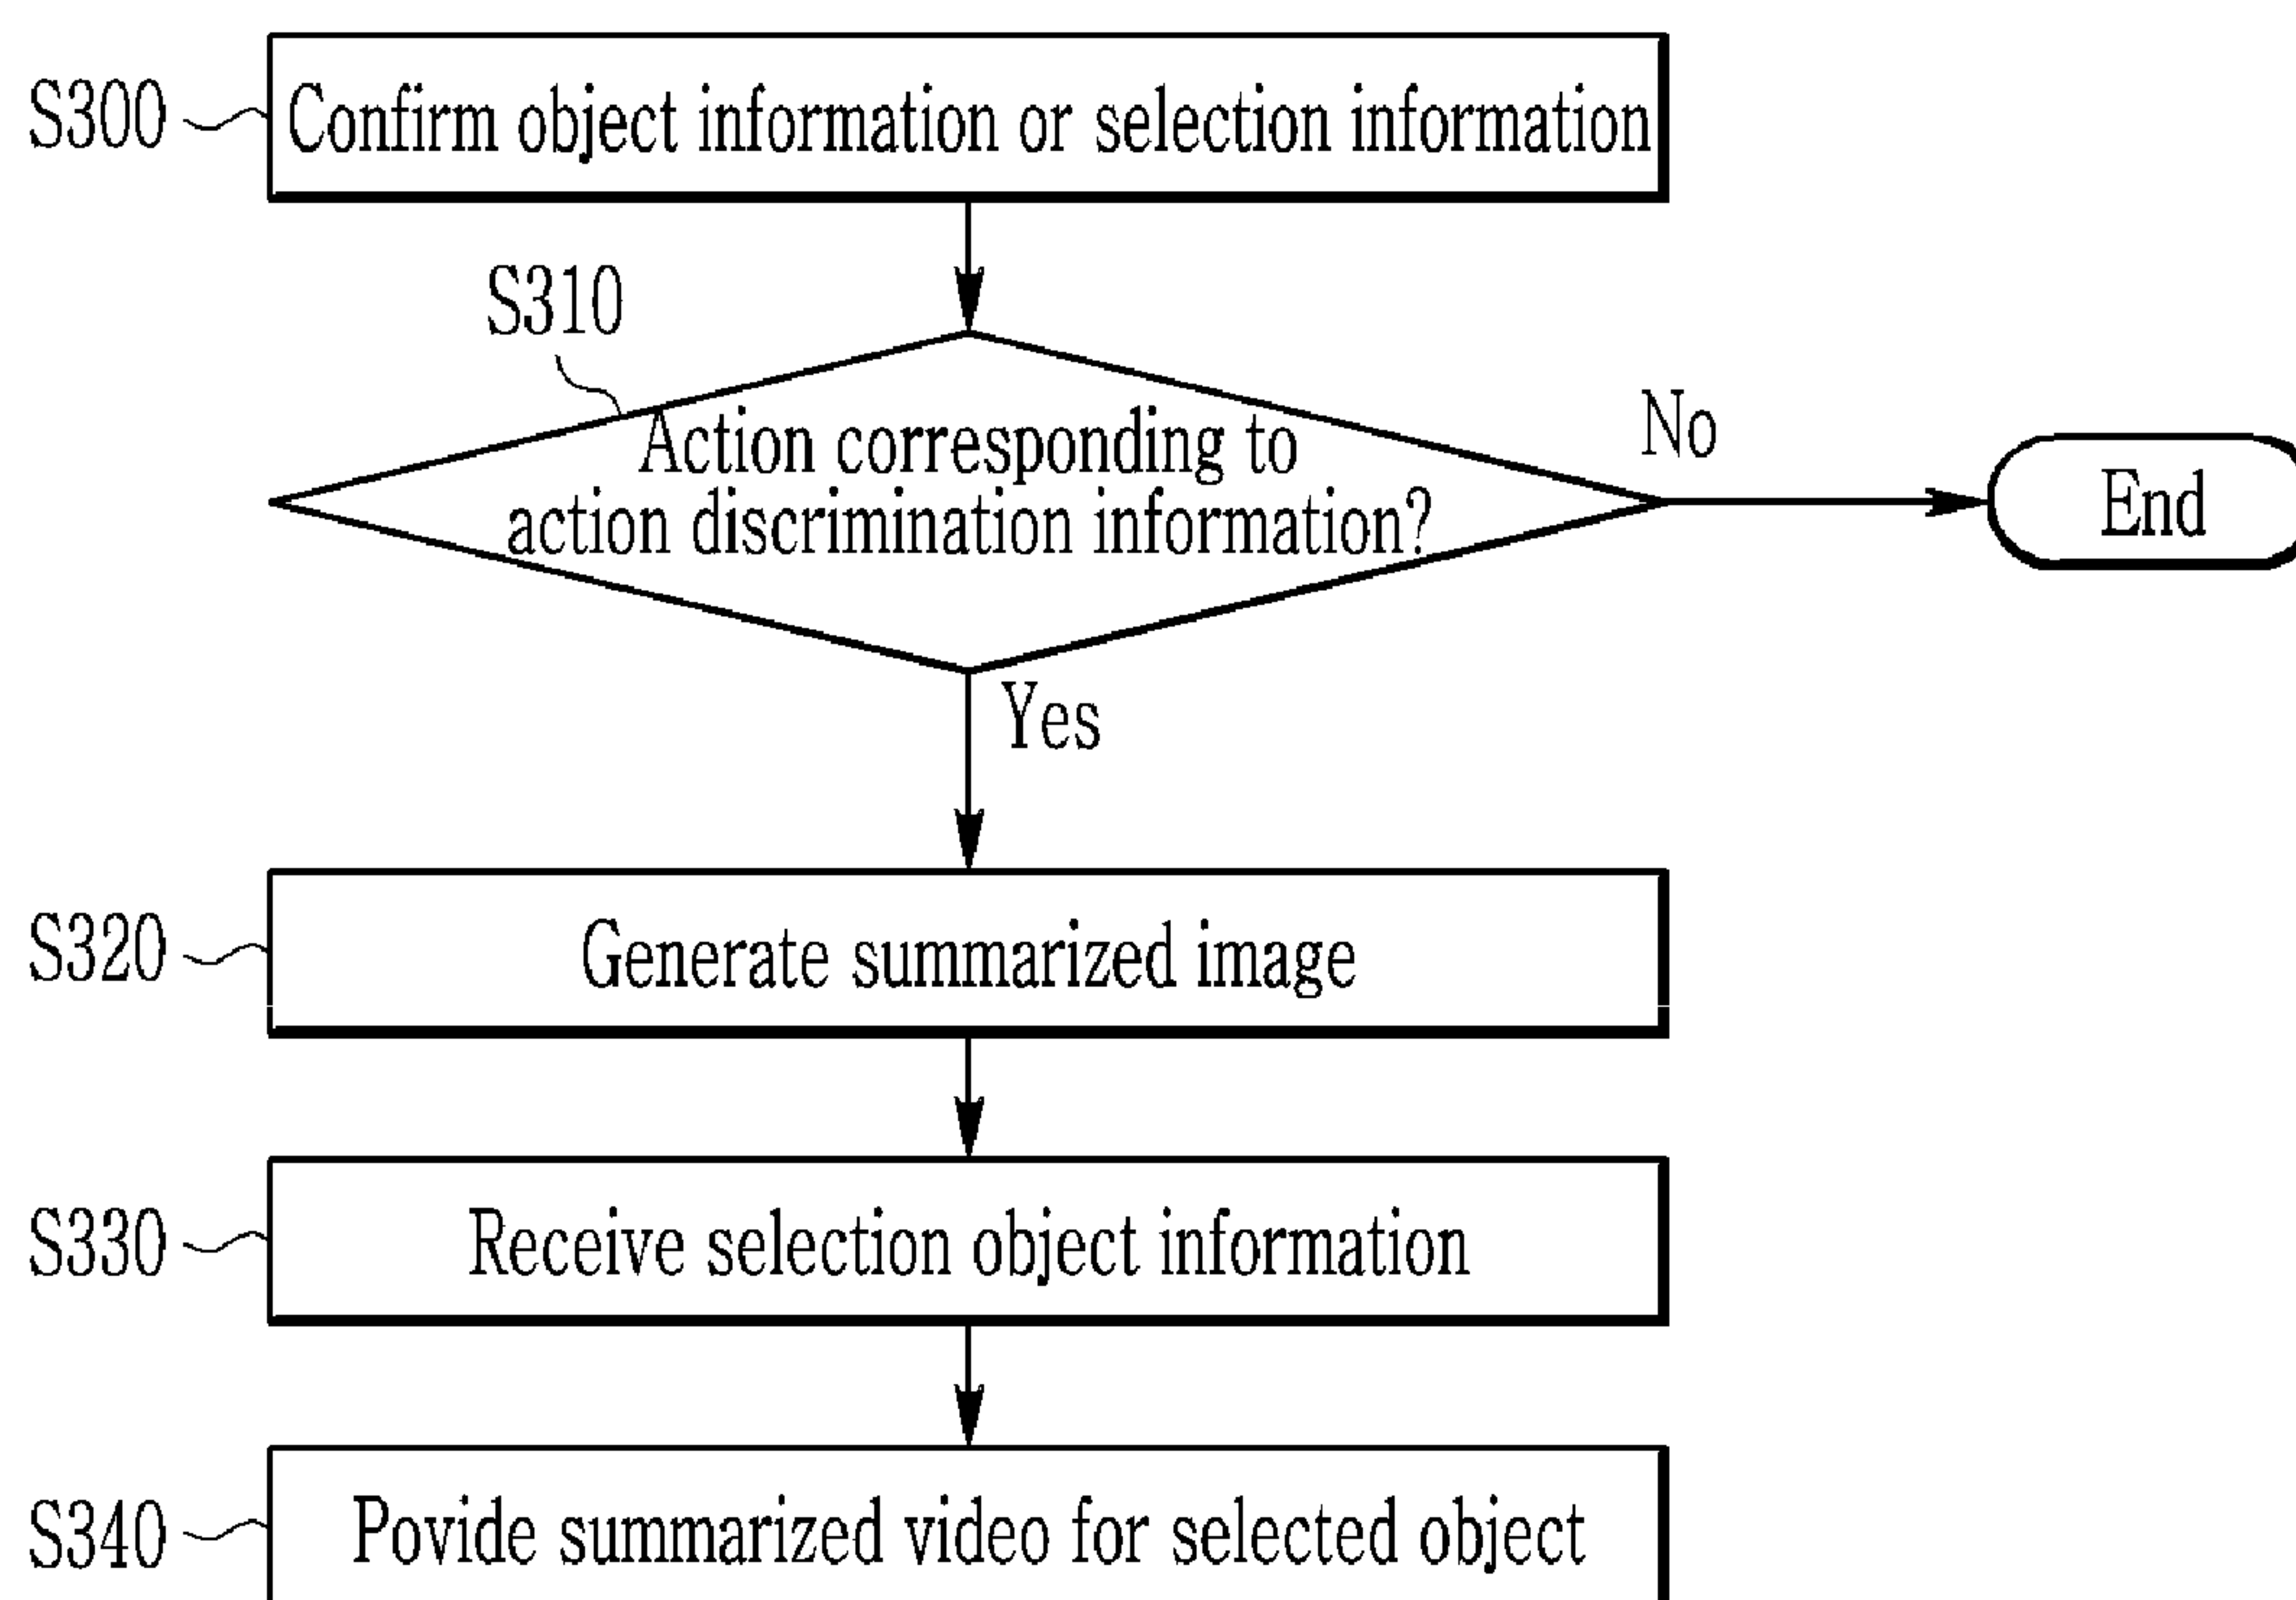 S300
Confirm object information or selection information
S310
Action corresponding to
action discrimination information?
No
End
Yes
S320
Generate summarized image
S330
Receive selection object information
S340
Povide summarized video for selected object